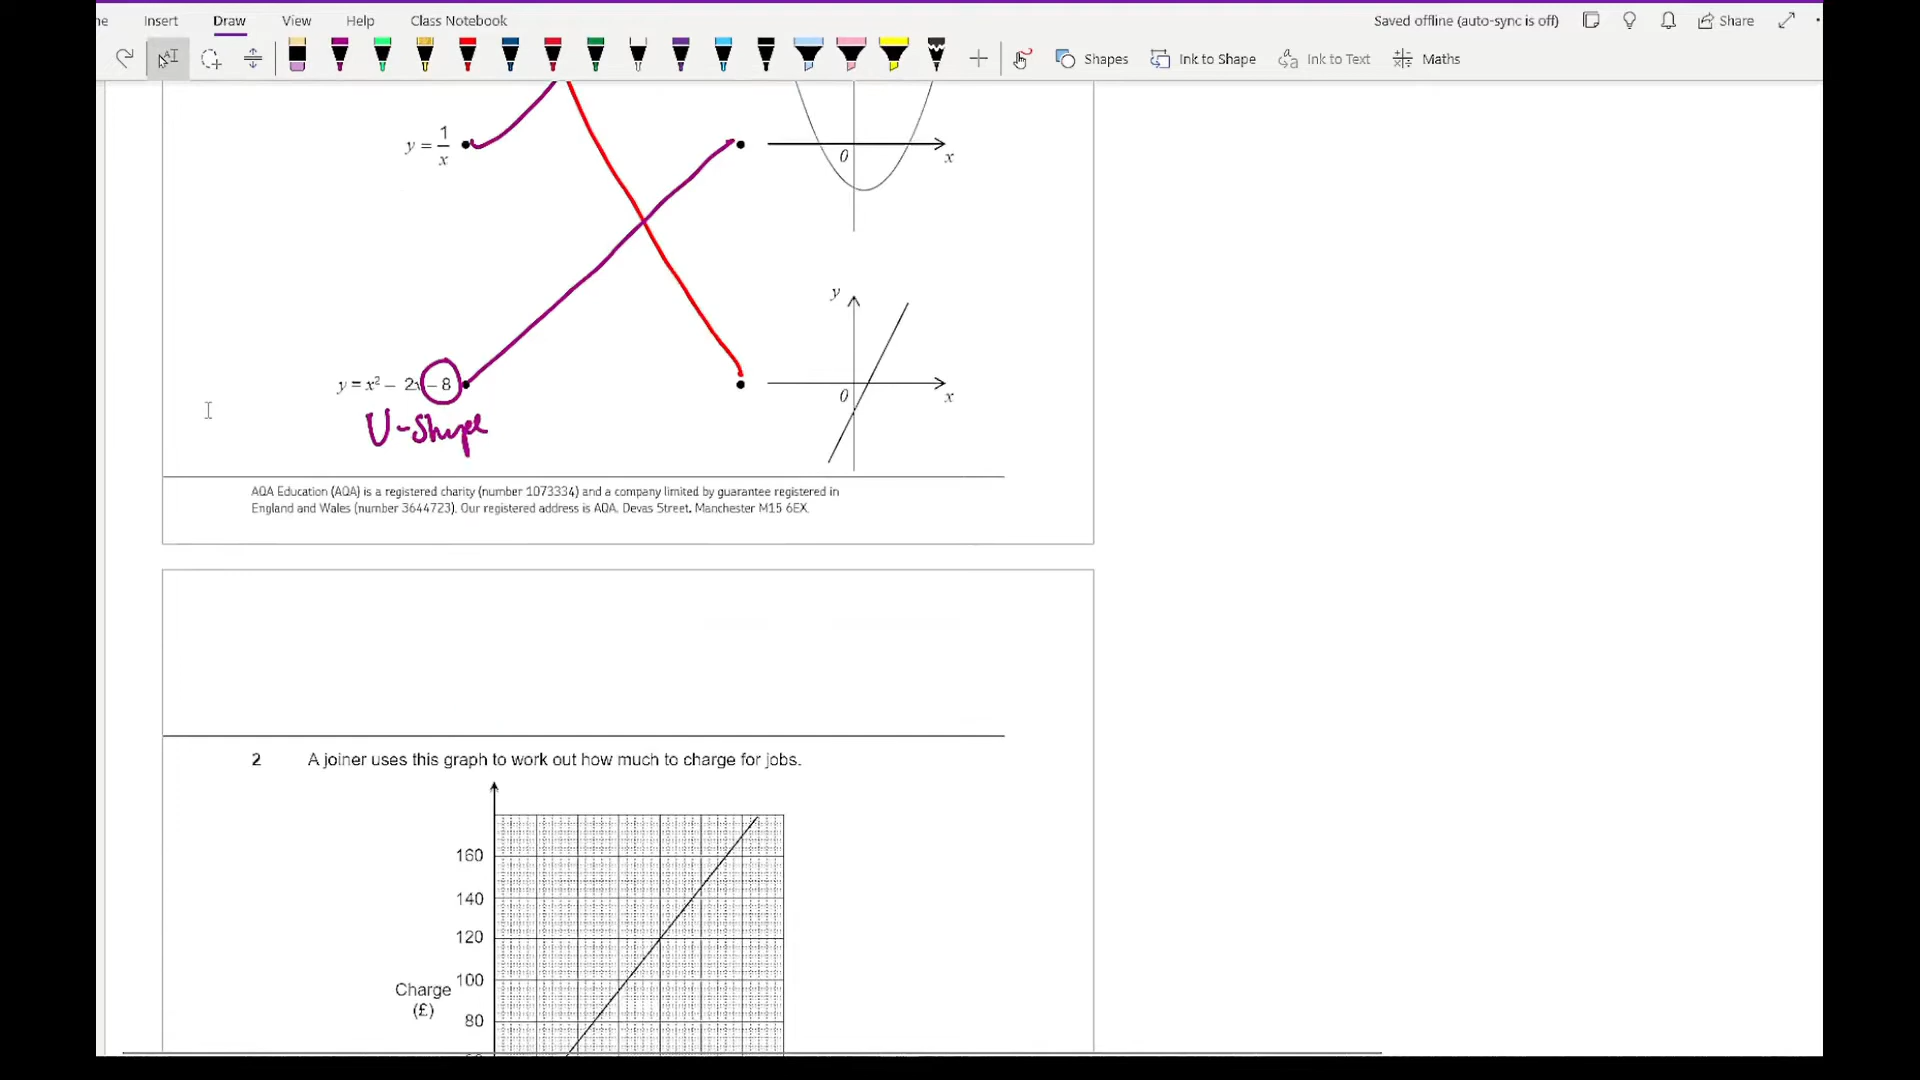 Insert Draw View Help Class Notebook Saved offline (auto-sync is off) Share
Shapes Ink to Shape Ink to Text Maths
y = 1/x
0
x
y
y = x² – 2x – 8
0
x
U-Shape
AQA Education (AQA) is a registered charity (number 1073334) and a company limited by guarantee registered in
England and Wales (number 3644723). Our registered address is AQA, Devas Street, Manchester M15 6EX.
2 A joiner uses this graph to work out how much to charge for jobs.
160
140
120
Charge 100
(£)
80